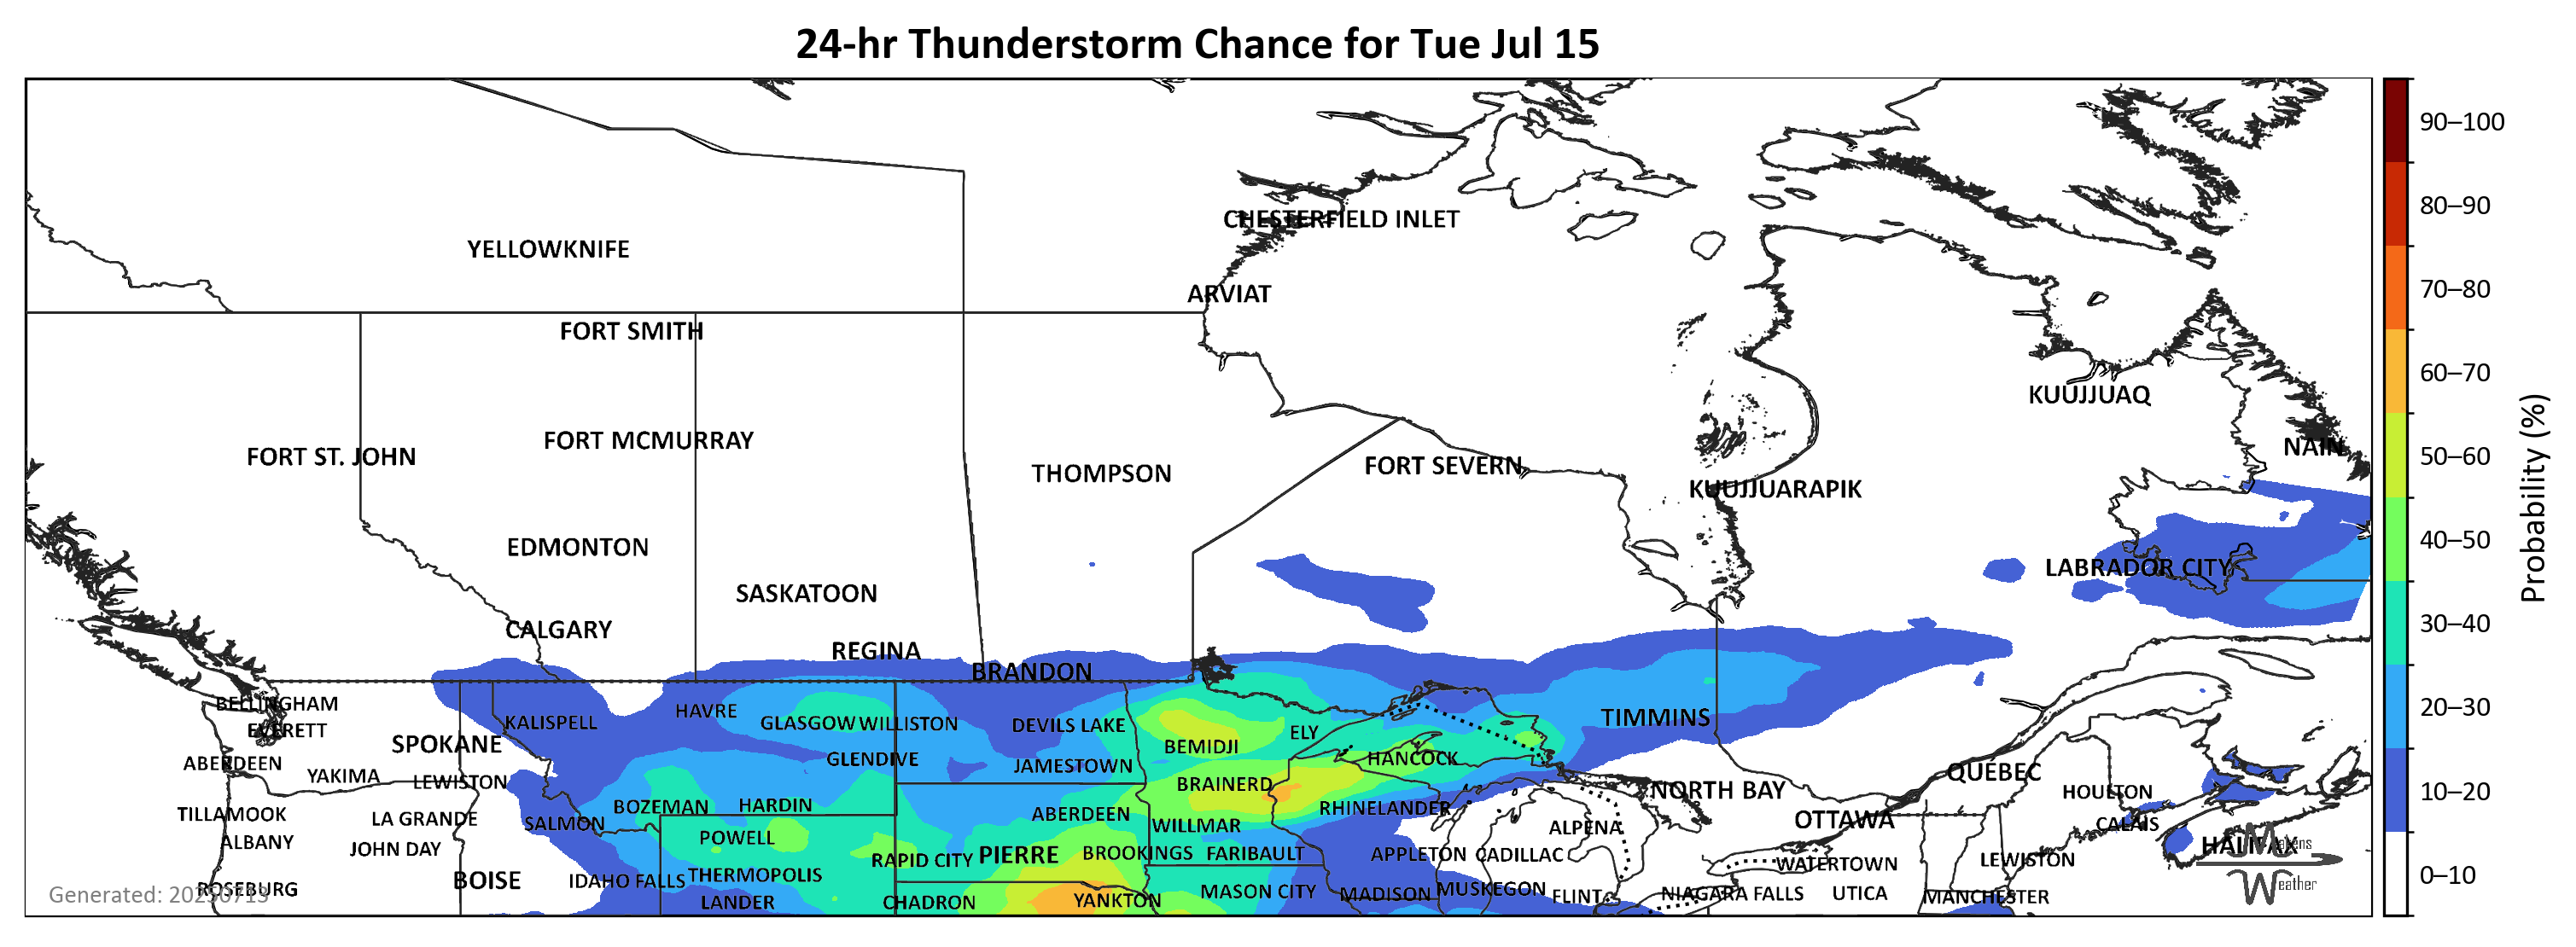 24-hr Thunderstorm Chance for Tue Jul 15
90–100
80–90
CHESTERFIELD INLET
YELLOWKNIFE
70–80
ARVIAT
FORT SMITH
60–70
KUUJJUAQ
FORT MCMURRAY
NAIN
50–60
FORT ST. JOHN
FORT SEVERN
THOMPSON
KUUJJUARAPIK
Probability (%)
40–50
EDMONTON
LABRADOR CITY
SASKATOON
30–40
CALGARY
REGINA
BRANDON
BELLINGHAM
20–30
HAVRE
TIMMINS
KALISPELL
GLASGOW
WILLISTON
DEVILS LAKE
EVERETT
ELY
SPOKANE
BEMIDJI
GLENDIVE
HANCOCK
ABERDEEN
JAMESTOWN
QUÉBEC
YAKIMA
LEWISTON
BRAINERD
NORTH BAY
HOULTON
10–20
BOZEMAN
HARDIN
RHINELANDER
TILLAMOOK
ABERDEEN
LA GRANDE
OTTAWA
SALMON
WILLMAR
CALAIS
ALPENA
POWELL
ALBANY
HALIFAX
Makens
JOHN DAY
PIERRE
BROOKINGS
FARIBAULT
APPLETON
CADILLAC
RAPID CITY
LEWISTON
WATERTOWN
THERMOPOLIS
0–10
BOISE
IDAHO FALLS
Weather
ROSEBURG
Generated: 20250713
MASON CITY
MADISON
MUSKEGON
FLINT
NIAGARA FALLS
UTICA
MANCHESTER
LANDER
CHADRON
YANKTON